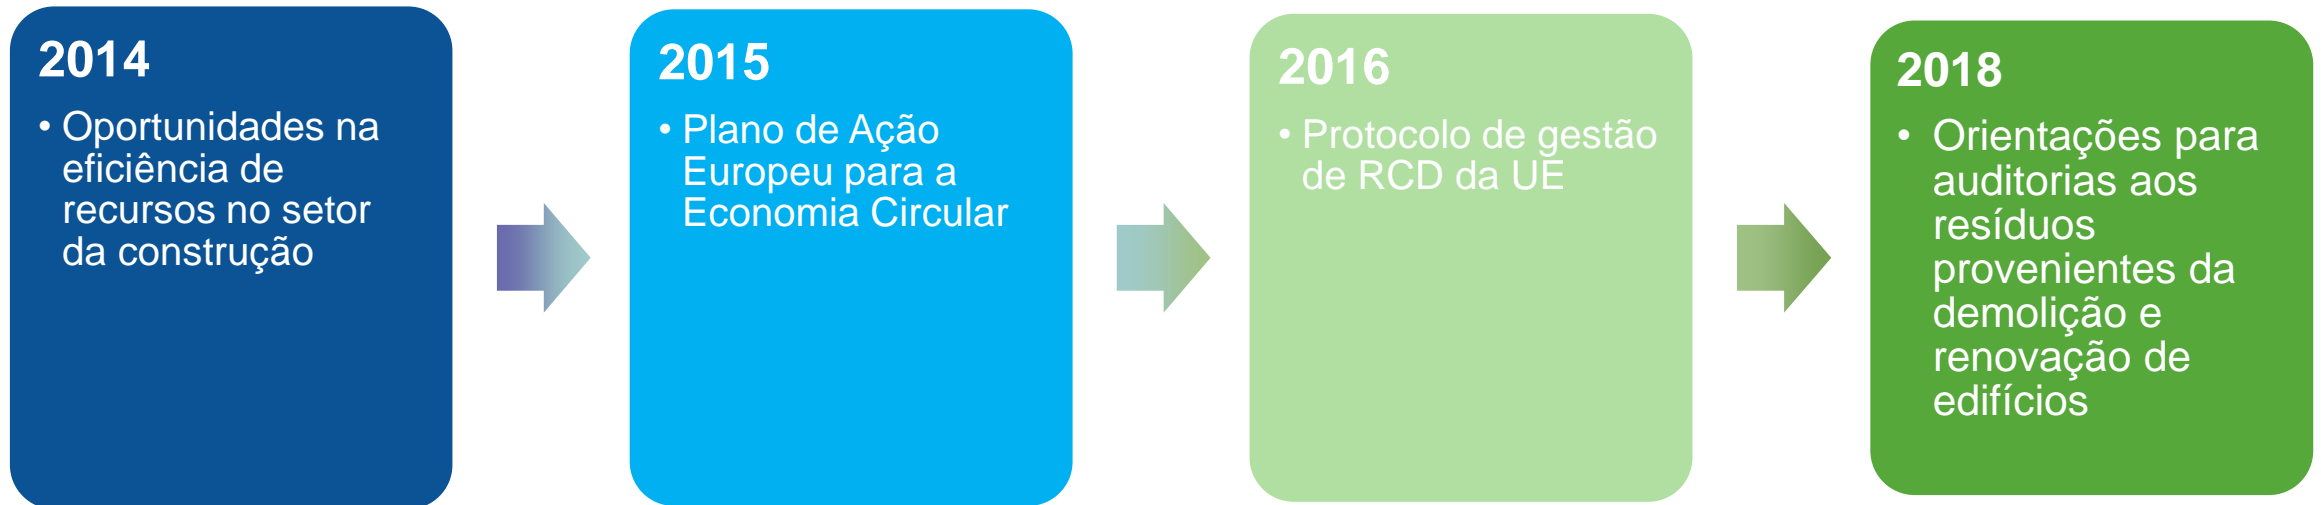 2014
• Oportunidades na
eficiência de
recursos no setor
da construção
2015
• Plano de Ação
Europeu para a
Economia Circular
2016
• Protocolo de gestão
de RCD da UE
2018
• Orientações para
auditorias aos
resíduos
provenientes da
demolição e
renovação de
edifícios